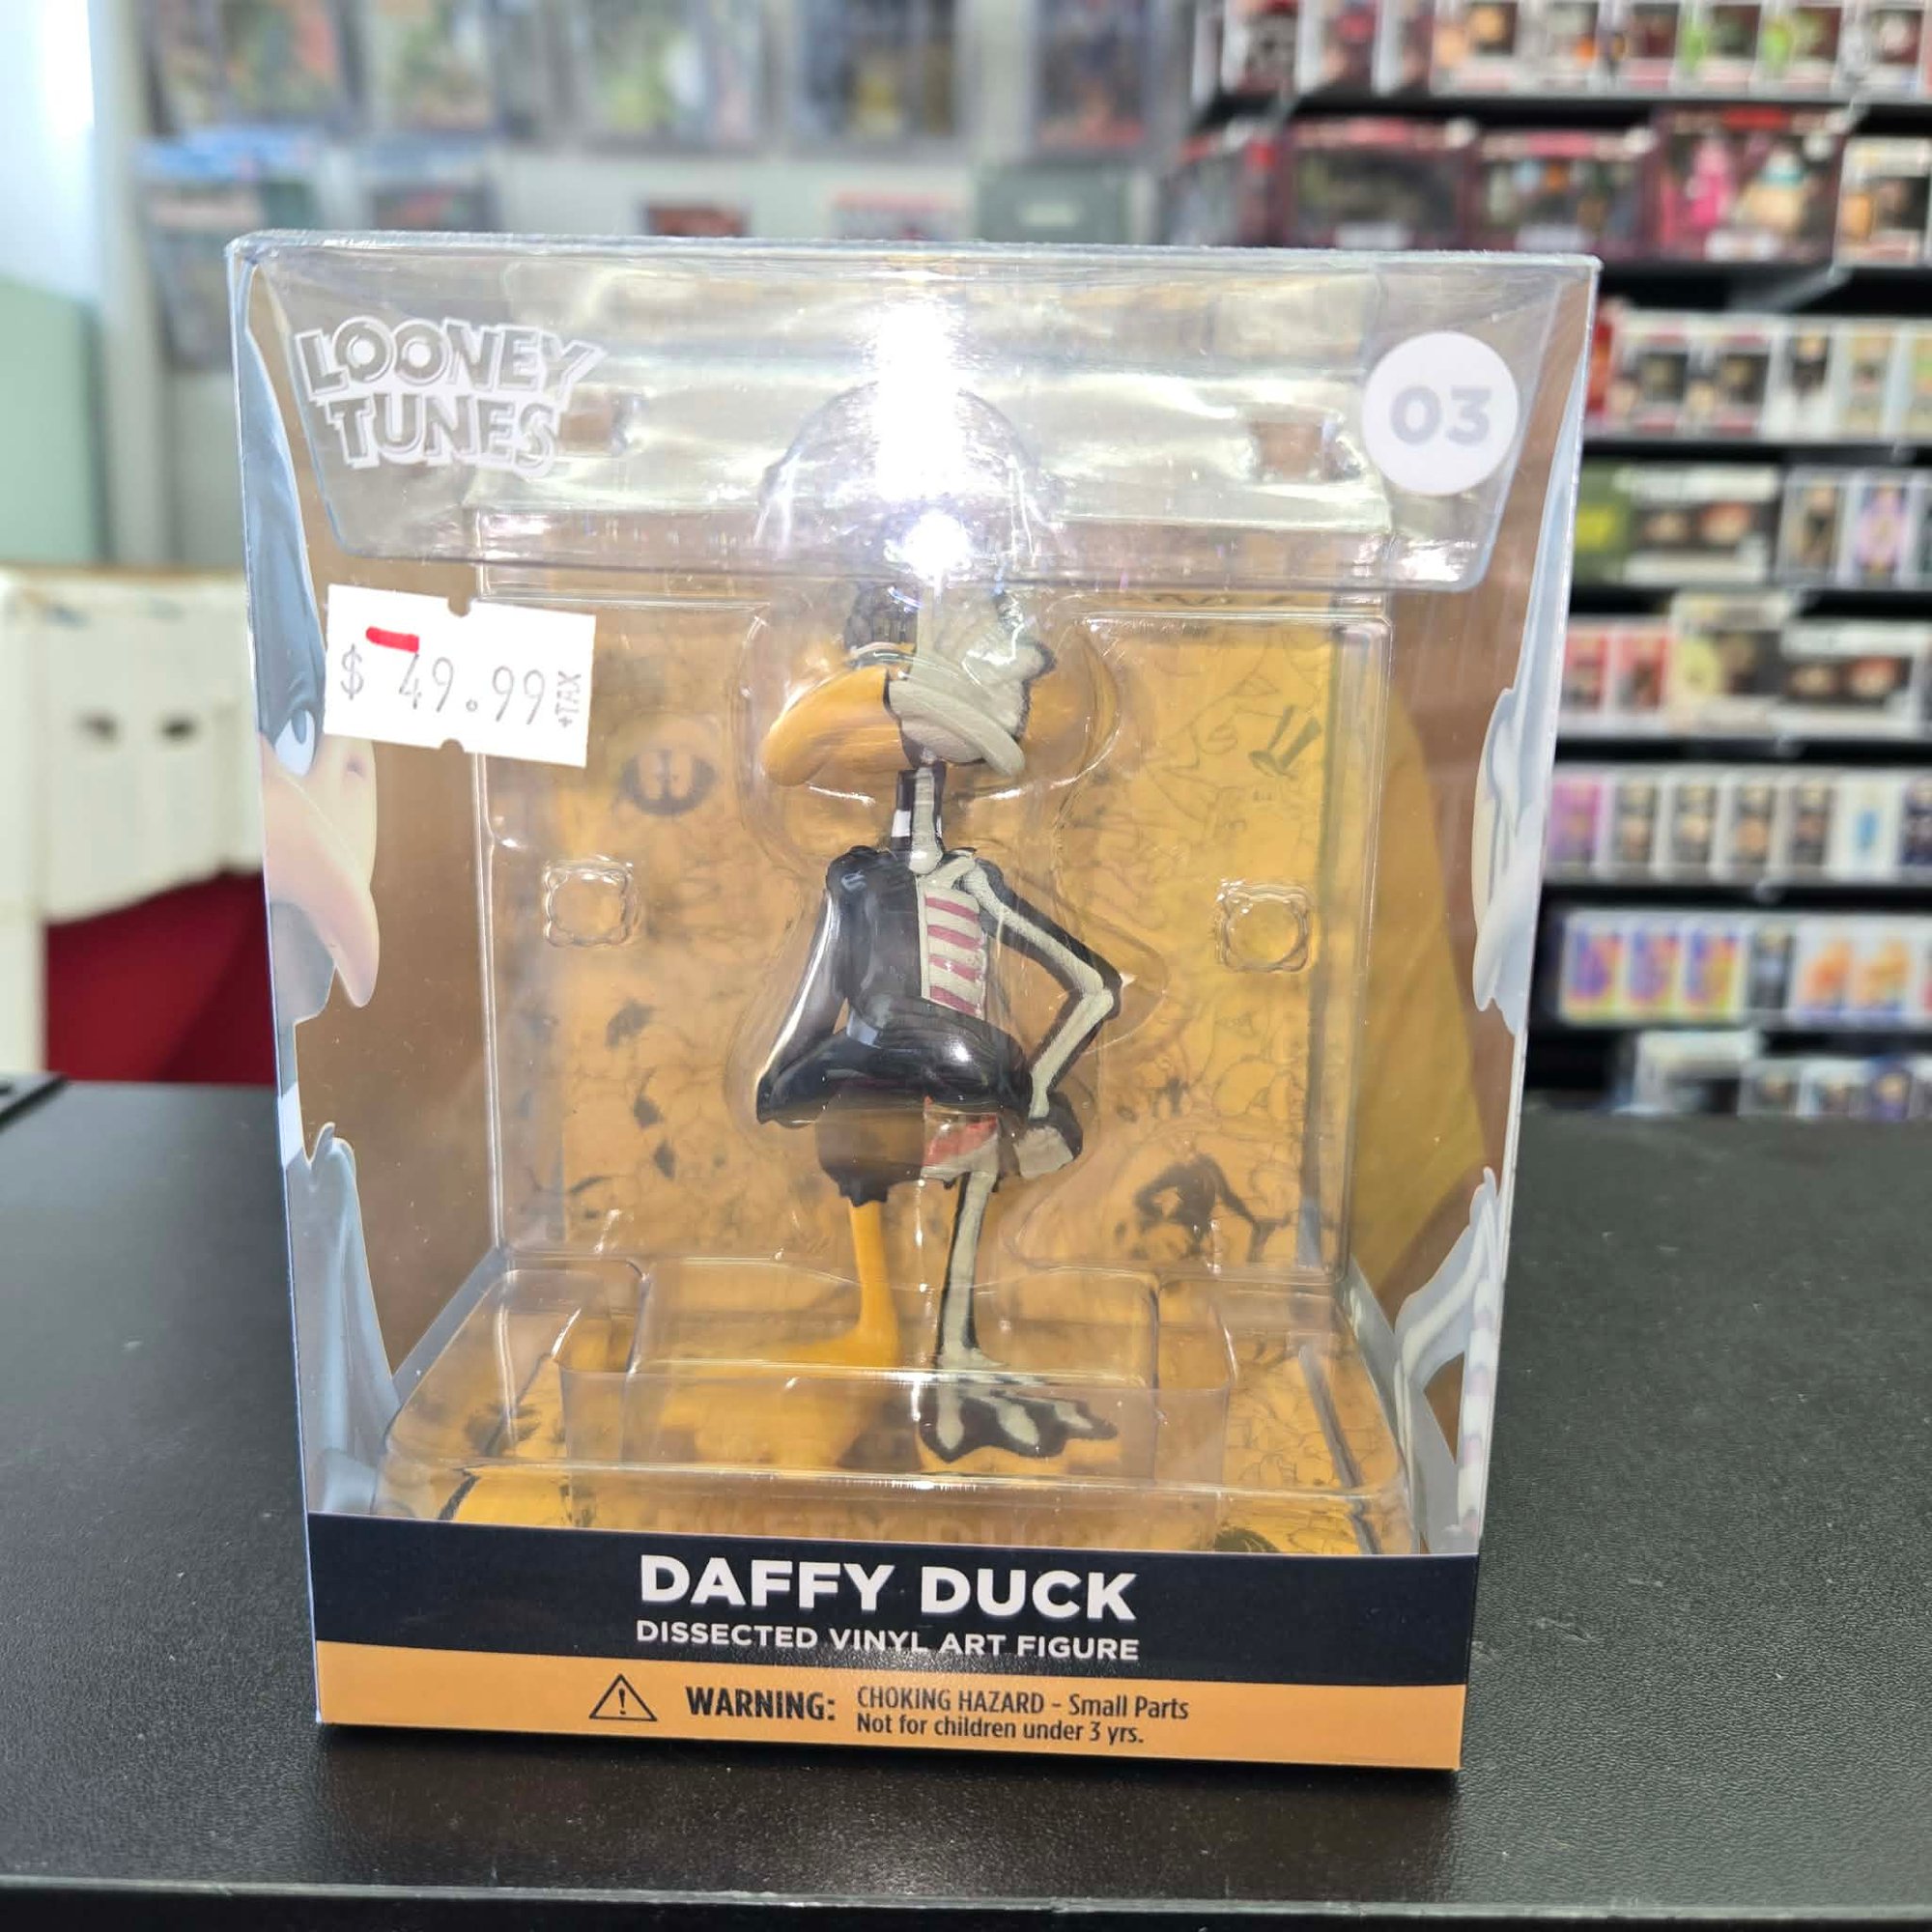 LOONEY
TUNES
03
$ 49.99 +TAX
DAFFY DUCK
DISSECTED VINYL ART FIGURE
WARNING: CHOKING HAZARD - Small Parts
Not for children under 3 yrs.